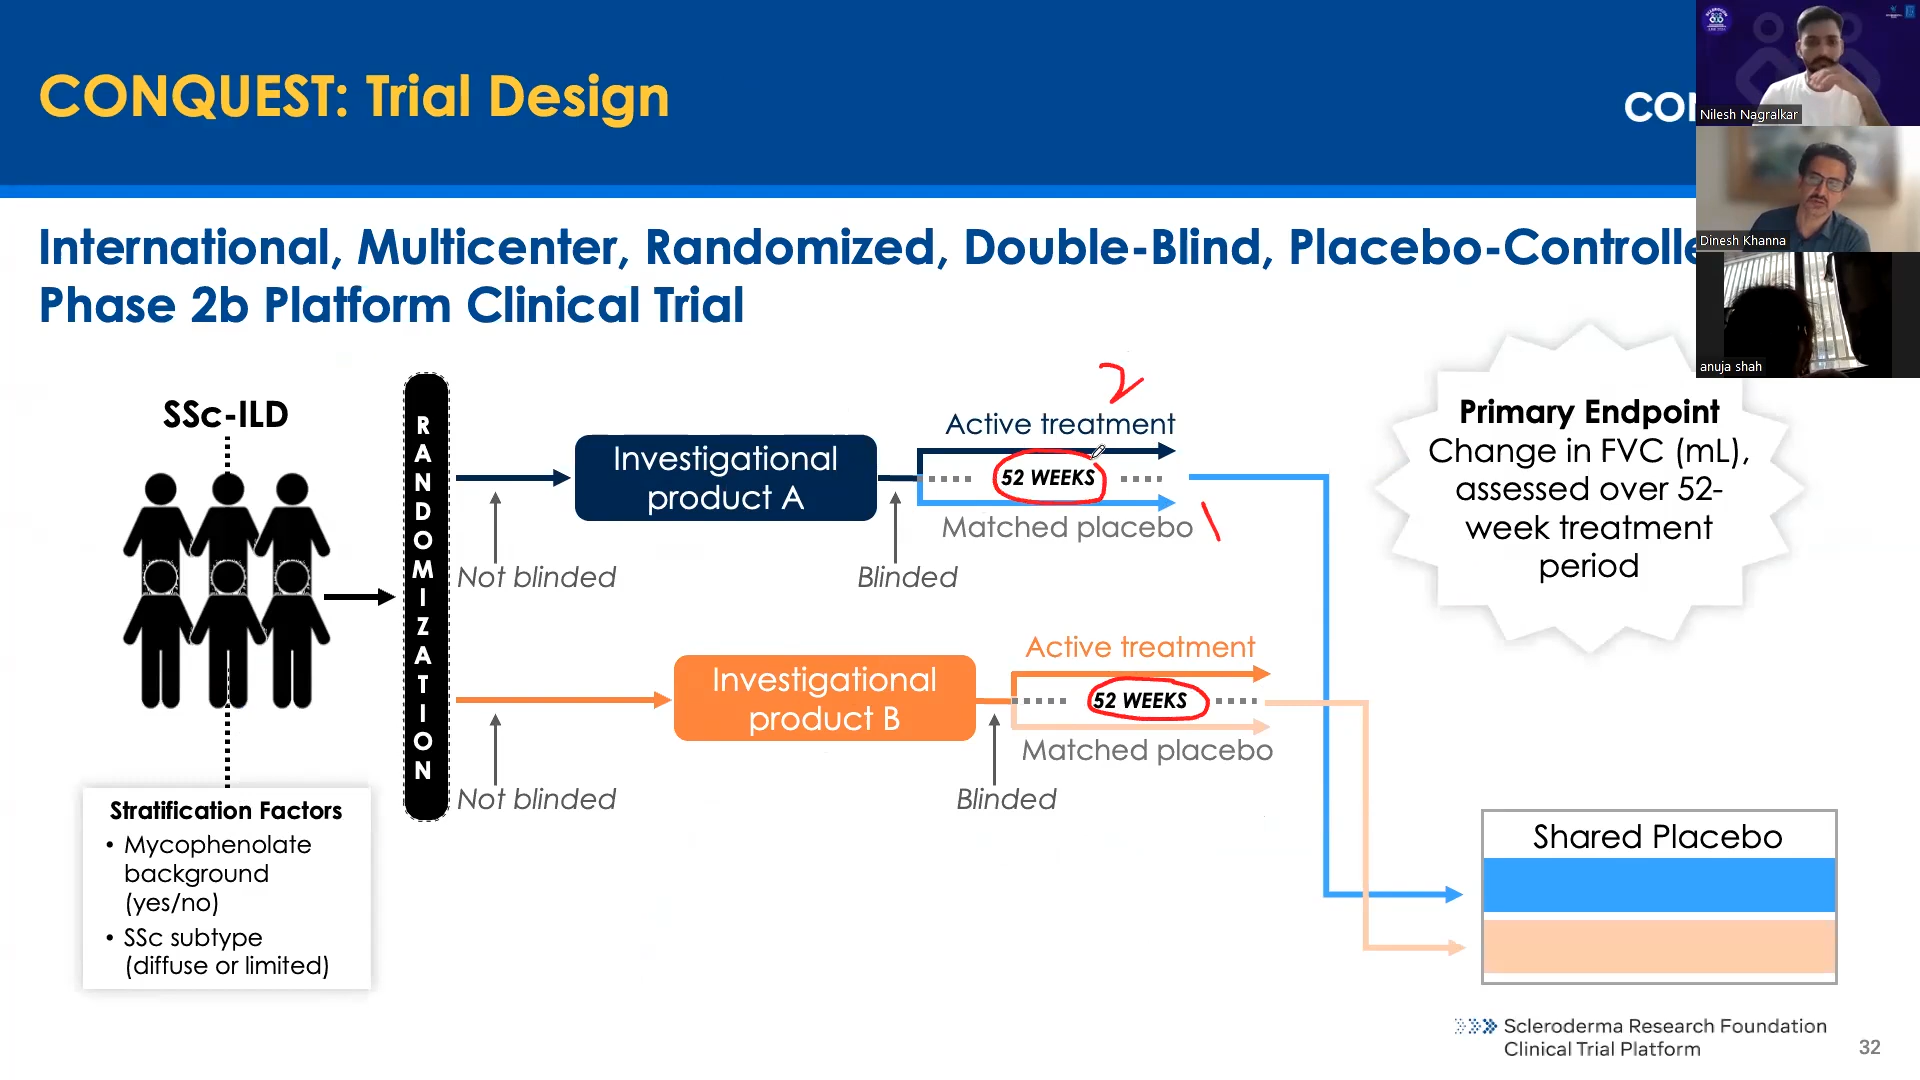 CONQUEST: Trial Design
CON
Nilesh Nagralkar
Dinesh Khanna
anuja shah
International, Multicenter, Randomized, Double-Blind, Placebo-Controlle
Phase 2b Platform Clinical Trial
SSc-ILD
RANDOMIZATION
Investigational
product A
Not blinded
Blinded
2
Active treatment
52 WEEKS
Matched placebo
1
Investigational
product B
Not blinded
Blinded
Active treatment
52 WEEKS
Matched placebo
Primary Endpoint
Change in FVC (mL),
assessed over 52-
week treatment
period
Stratification Factors
• Mycophenolate
background
(yes/no)
• SSc subtype
(diffuse or limited)
Shared Placebo
Scleroderma Research Foundation
Clinical Trial Platform
32